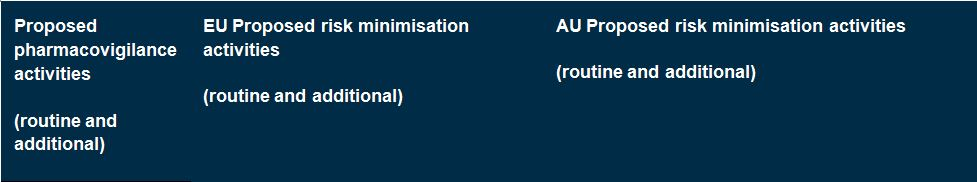 Proposed
pharmacovigilance
activities
(routine and
additional)
EU Proposed risk minimisation
activities
(routine and additional)
AU Proposed risk minimisation activities
(routine and additional)